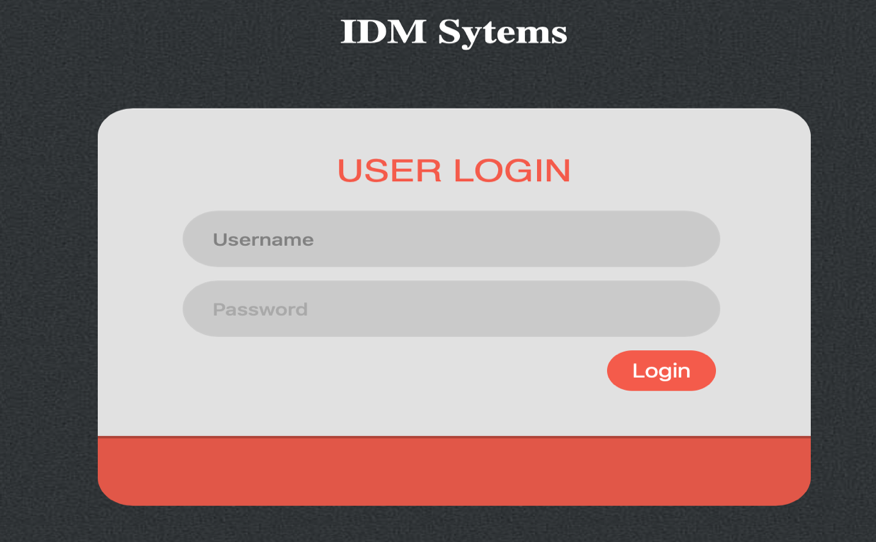 IDM Sytems
USER LOGIN
Username
Password
Login